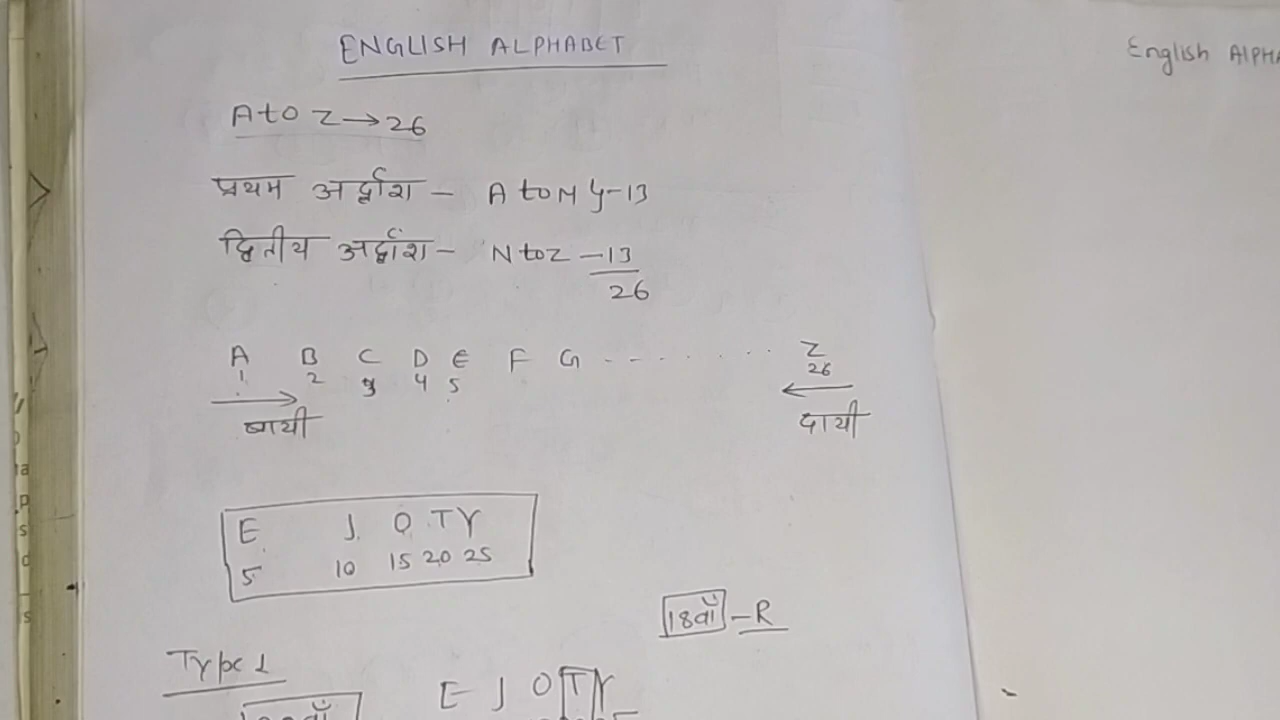 ENGLISH ALPHABET
English ALPHA
A to Z → 26
प्रथम अर्द्धांश - A to M } - 13
द्वितीय अर्द्धांश - N to Z - 13
26
A B C D E F G - - - - - - - Z
1 2 3 4 5 26
बायी दायी
E J O T Y
5 10 15 20 25
18वाँ - R
Type 1
E J O T Y